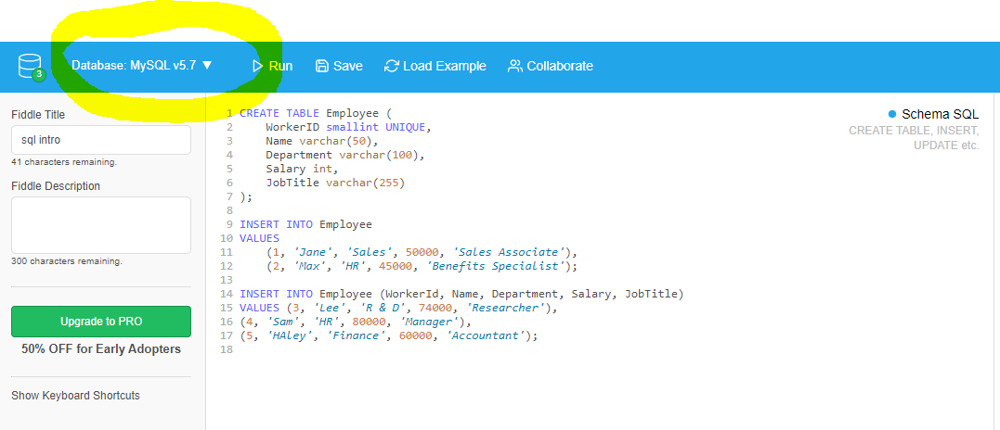 3
Database: MySQL v5.7 ▼
Run
Save
Load Example
Collaborate
Fiddle Title
sql intro
41 characters remaining.
Fiddle Description
300 characters remaining.
Upgrade to PRO
50% OFF for Early Adopters
Show Keyboard Shortcuts
1 CREATE TABLE Employee (
2     WorkerID smallint UNIQUE,
3     Name varchar(50),
4     Department varchar(100),
5     Salary int,
6     JobTitle varchar(255)
7 );
8
9 INSERT INTO Employee
10 VALUES
11     (1, 'Jane', 'Sales', 50000, 'Sales Associate'),
12     (2, 'Max', 'HR', 45000, 'Benefits Specialist');
13
14 INSERT INTO Employee (WorkerId, Name, Department, Salary, JobTitle)
15 VALUES (3, 'Lee', 'R & D', 74000, 'Researcher'),
16 (4, 'Sam', 'HR', 80000, 'Manager'),
17 (5, 'HAley', 'Finance', 60000, 'Accountant');
18
Schema SQL
CREATE TABLE, INSERT,
UPDATE etc.